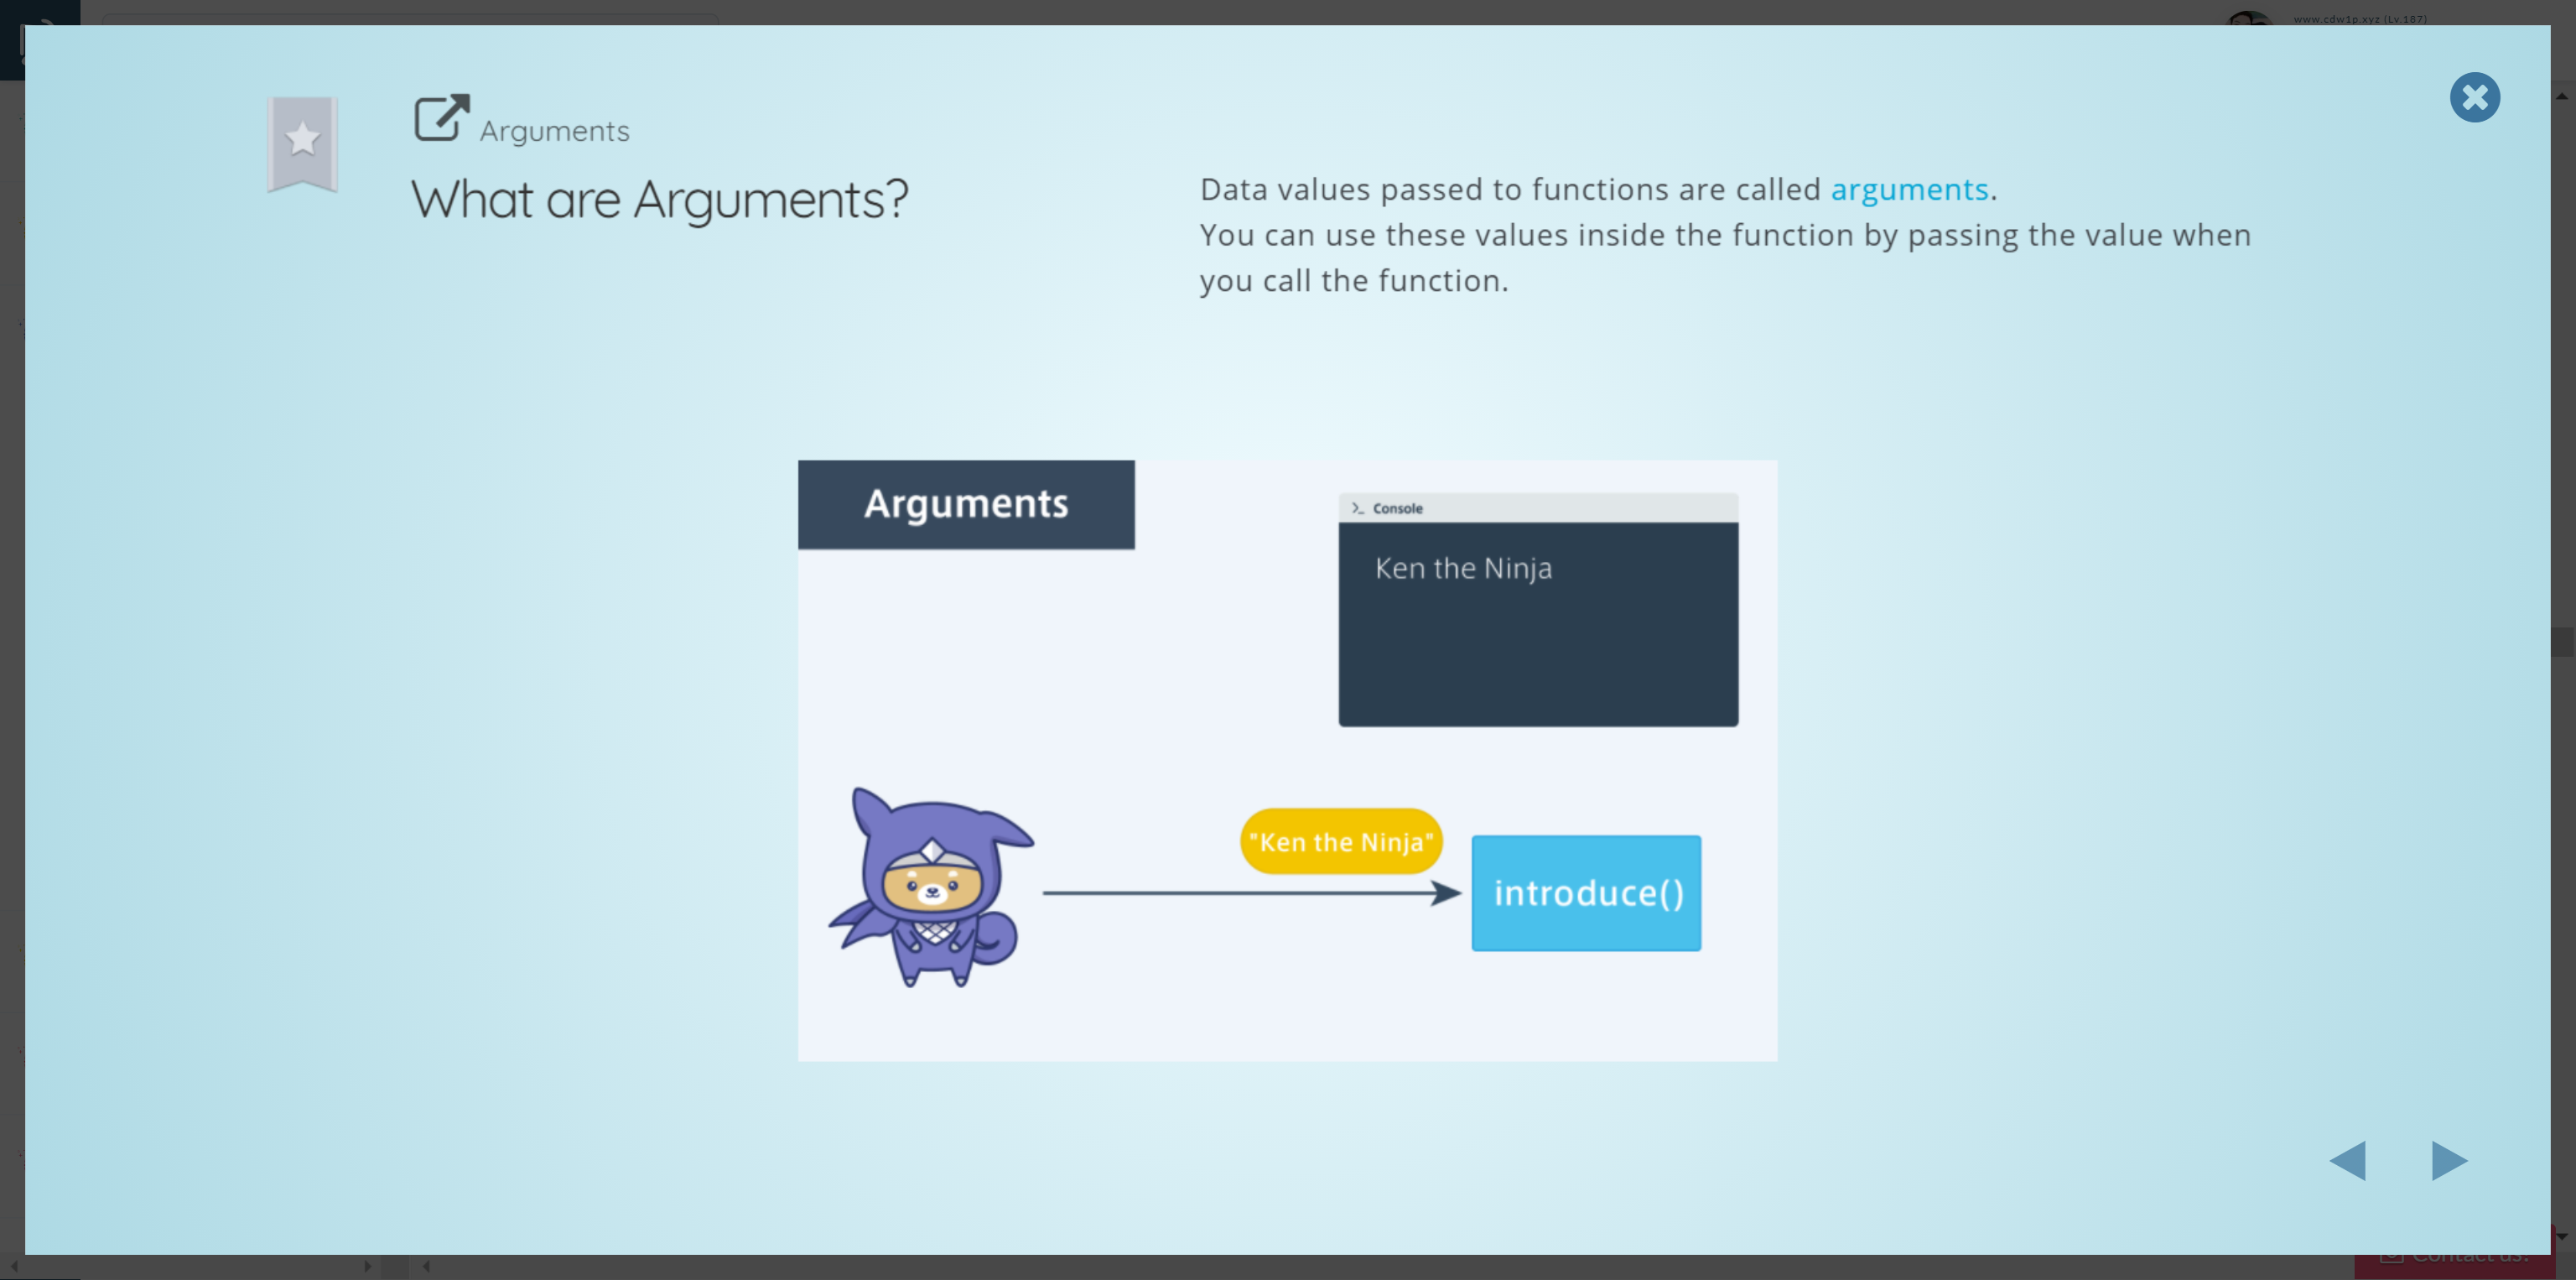 www.cdw1p.xyz (Lv.187)
Arguments
What are Arguments?
Data values passed to functions are called arguments.
You can use these values inside the function by passing the value when
you call the function.
Arguments
>_ Console
Ken the Ninja
"Ken the Ninja"
introduce()
Contact us!